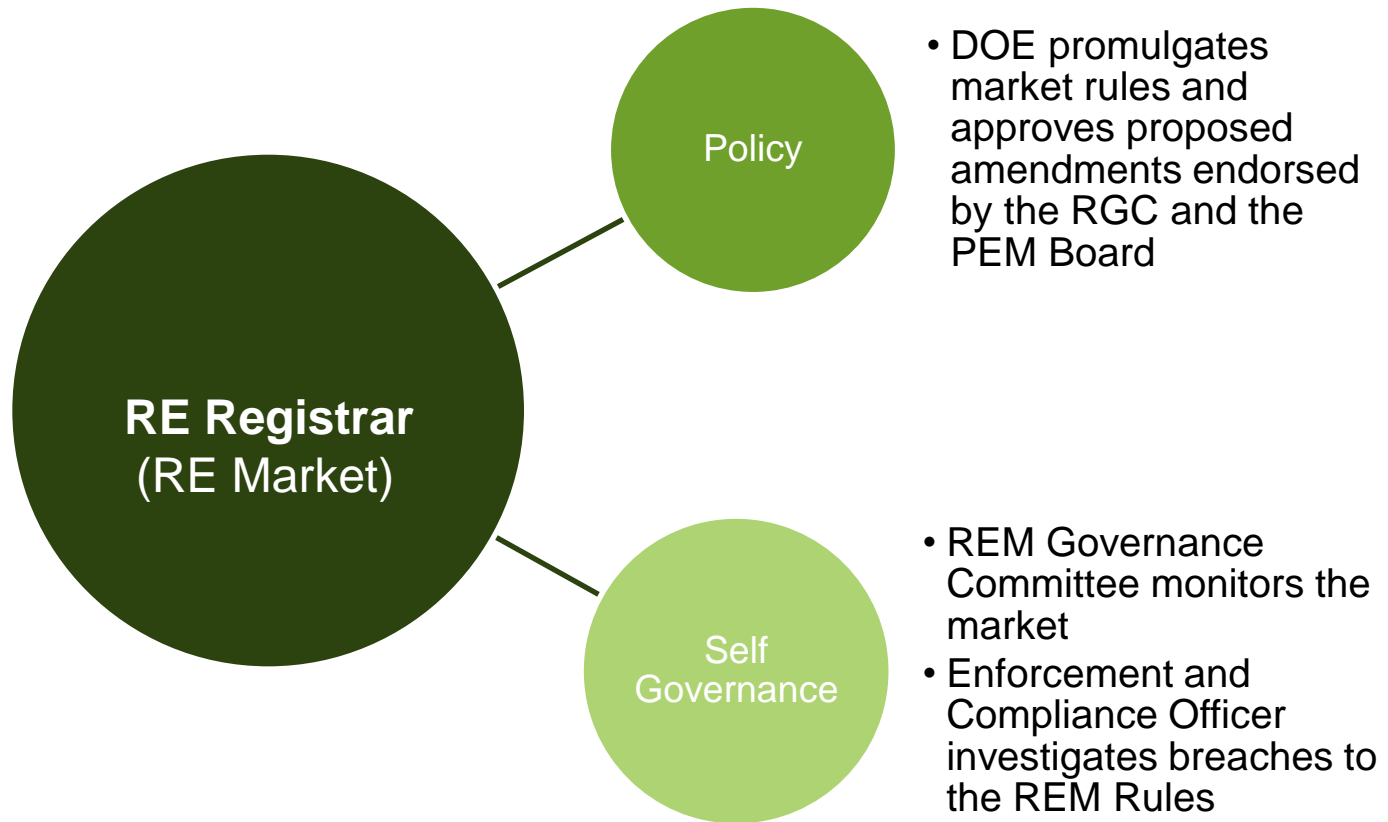 RE Registrar
(RE Market)
Policy
• DOE promulgates
market rules and
approves proposed
amendments endorsed
by the RGC and the
PEM Board
Self
Governance
• REM Governance
Committee monitors the
market
• Enforcement and
Compliance Officer
investigates breaches to
the REM Rules